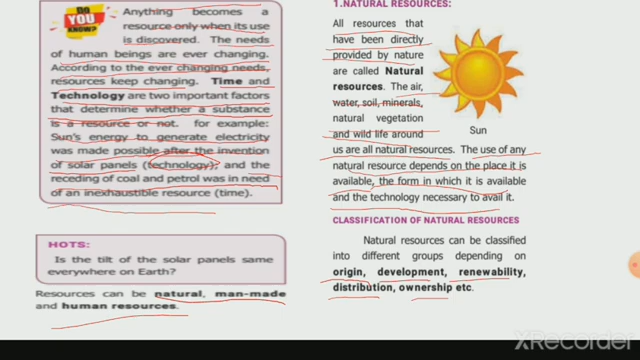 DO
YOU
KNOW?
Anything becomes a
resource only when its use
is discovered. The needs
of human beings are ever changing.
According to the ever changing needs,
resources keep changing. Time and
Technology are two important factors
that determine whether a substance
is a resource or not. for example:
Sun's energy to generate electricity
was made possible after the invention
of solar panels (technology), and the
receding of coal and petrol was in need
of an inexhaustible resource (time).
HOTS:
Is the tilt of the solar panels same
everywhere on Earth?
Resources can be natural, man-made
and human resources.
1.NATURAL RESOURCES:
All resources that
have been directly
provided by nature
are called Natural
resources. The air,
water, soil, minerals,
natural vegetation
and wild life around
us are all natural resources. The use of any
natural resource depends on the place it is
available, the form in which it is available
and the technology necessary to avail it.
Sun
CLASSIFICATION OF NATURAL RESOURCES
Natural resources can be classified
into different groups depending on
origin, development, renewability,
distribution, ownership etc.
XRecorder